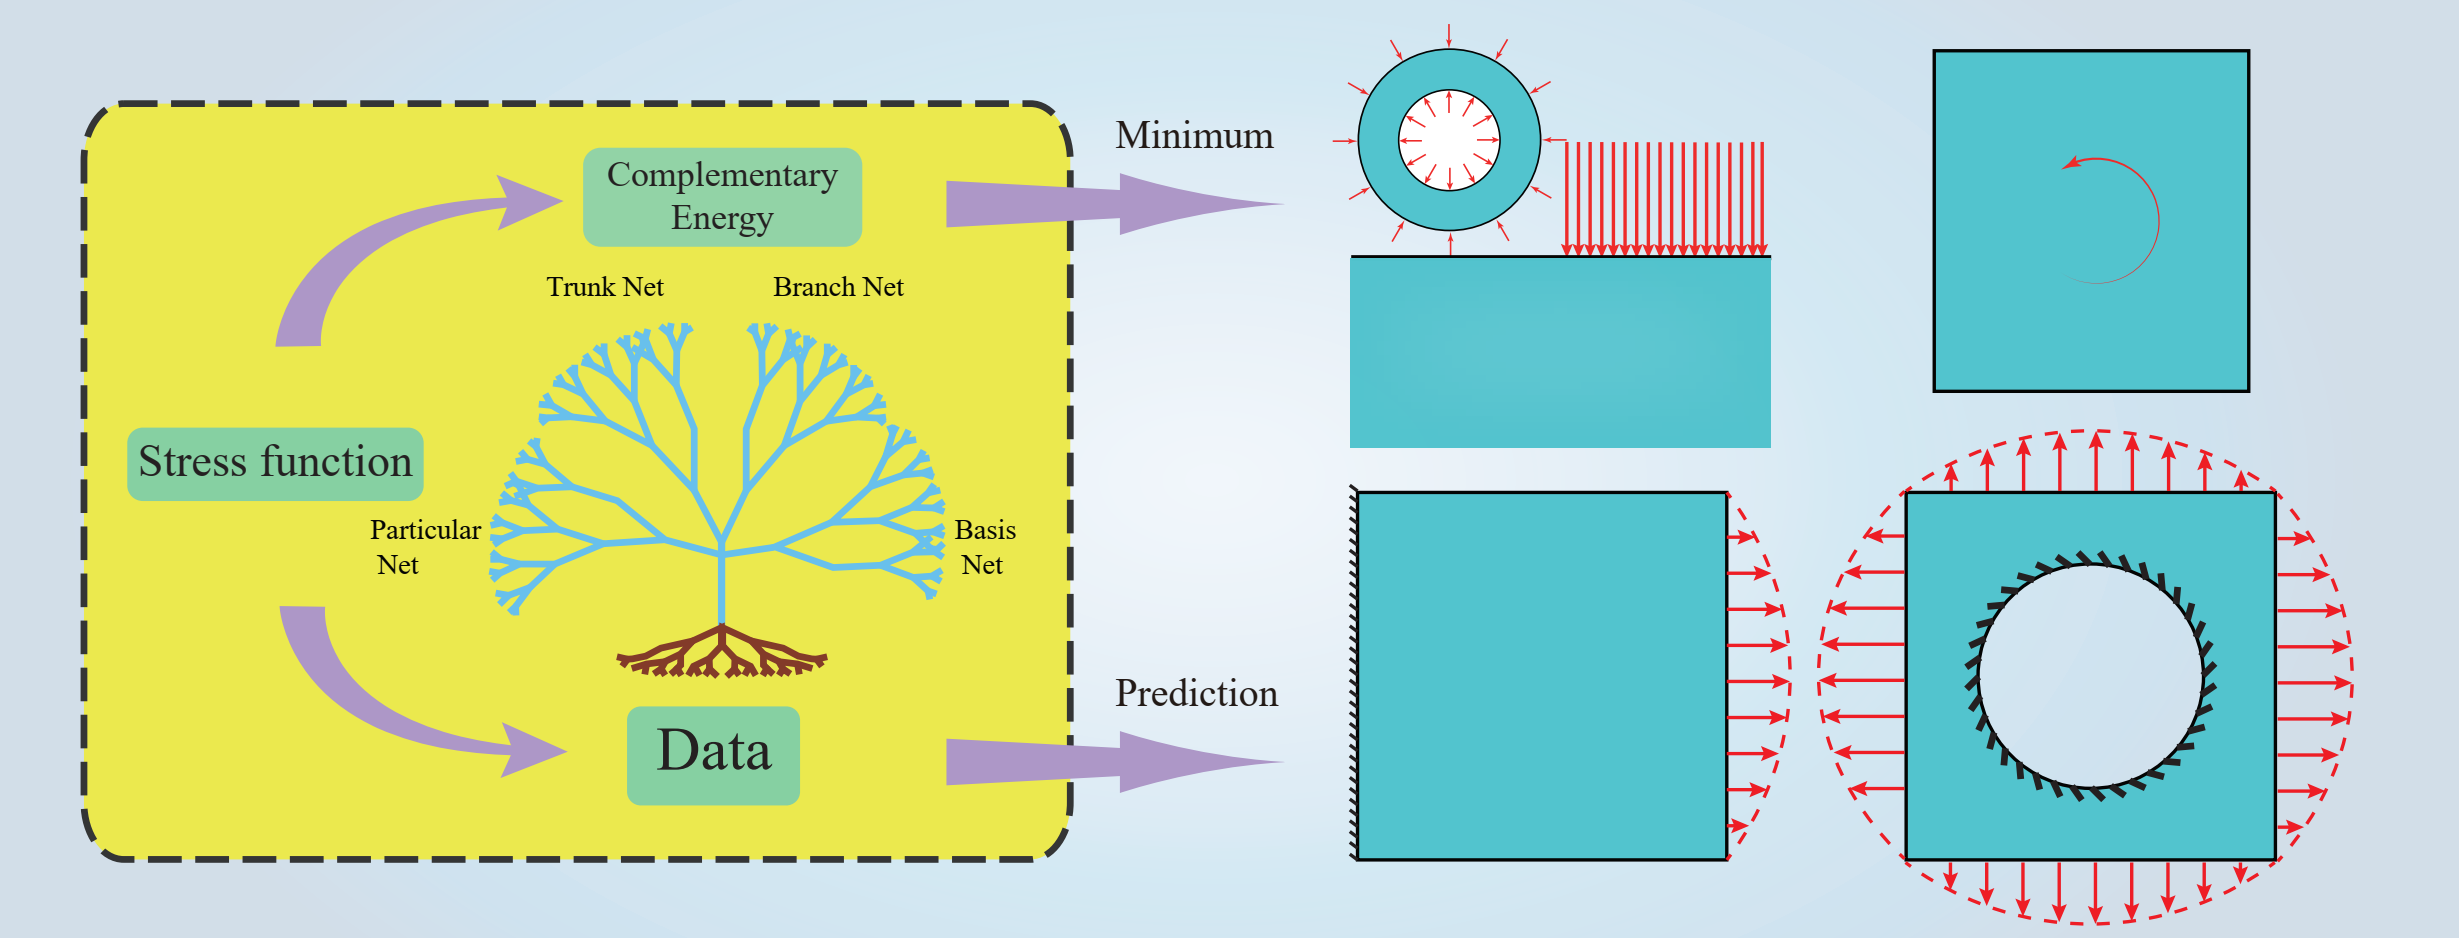 Complementary
Energy
Minimum
Trunk Net
Branch Net
Stress function
Particular
Net
Basis
Net
Prediction
Data